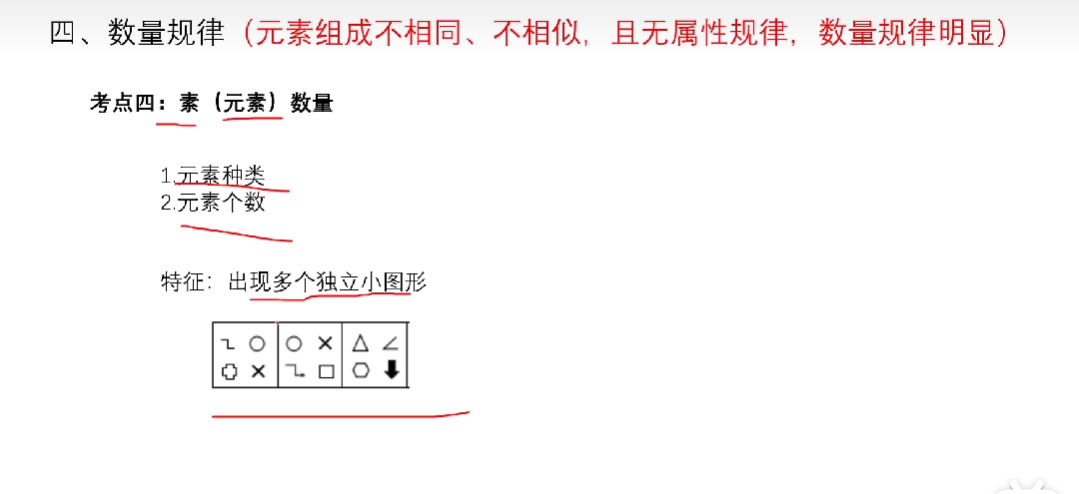 四、数量规律（元素组成不相同、不相似，且无属性规律，数量规律明显）
考点四：素（元素）数量
1.元素种类
2.元素个数
特征：出现多个独立小图形